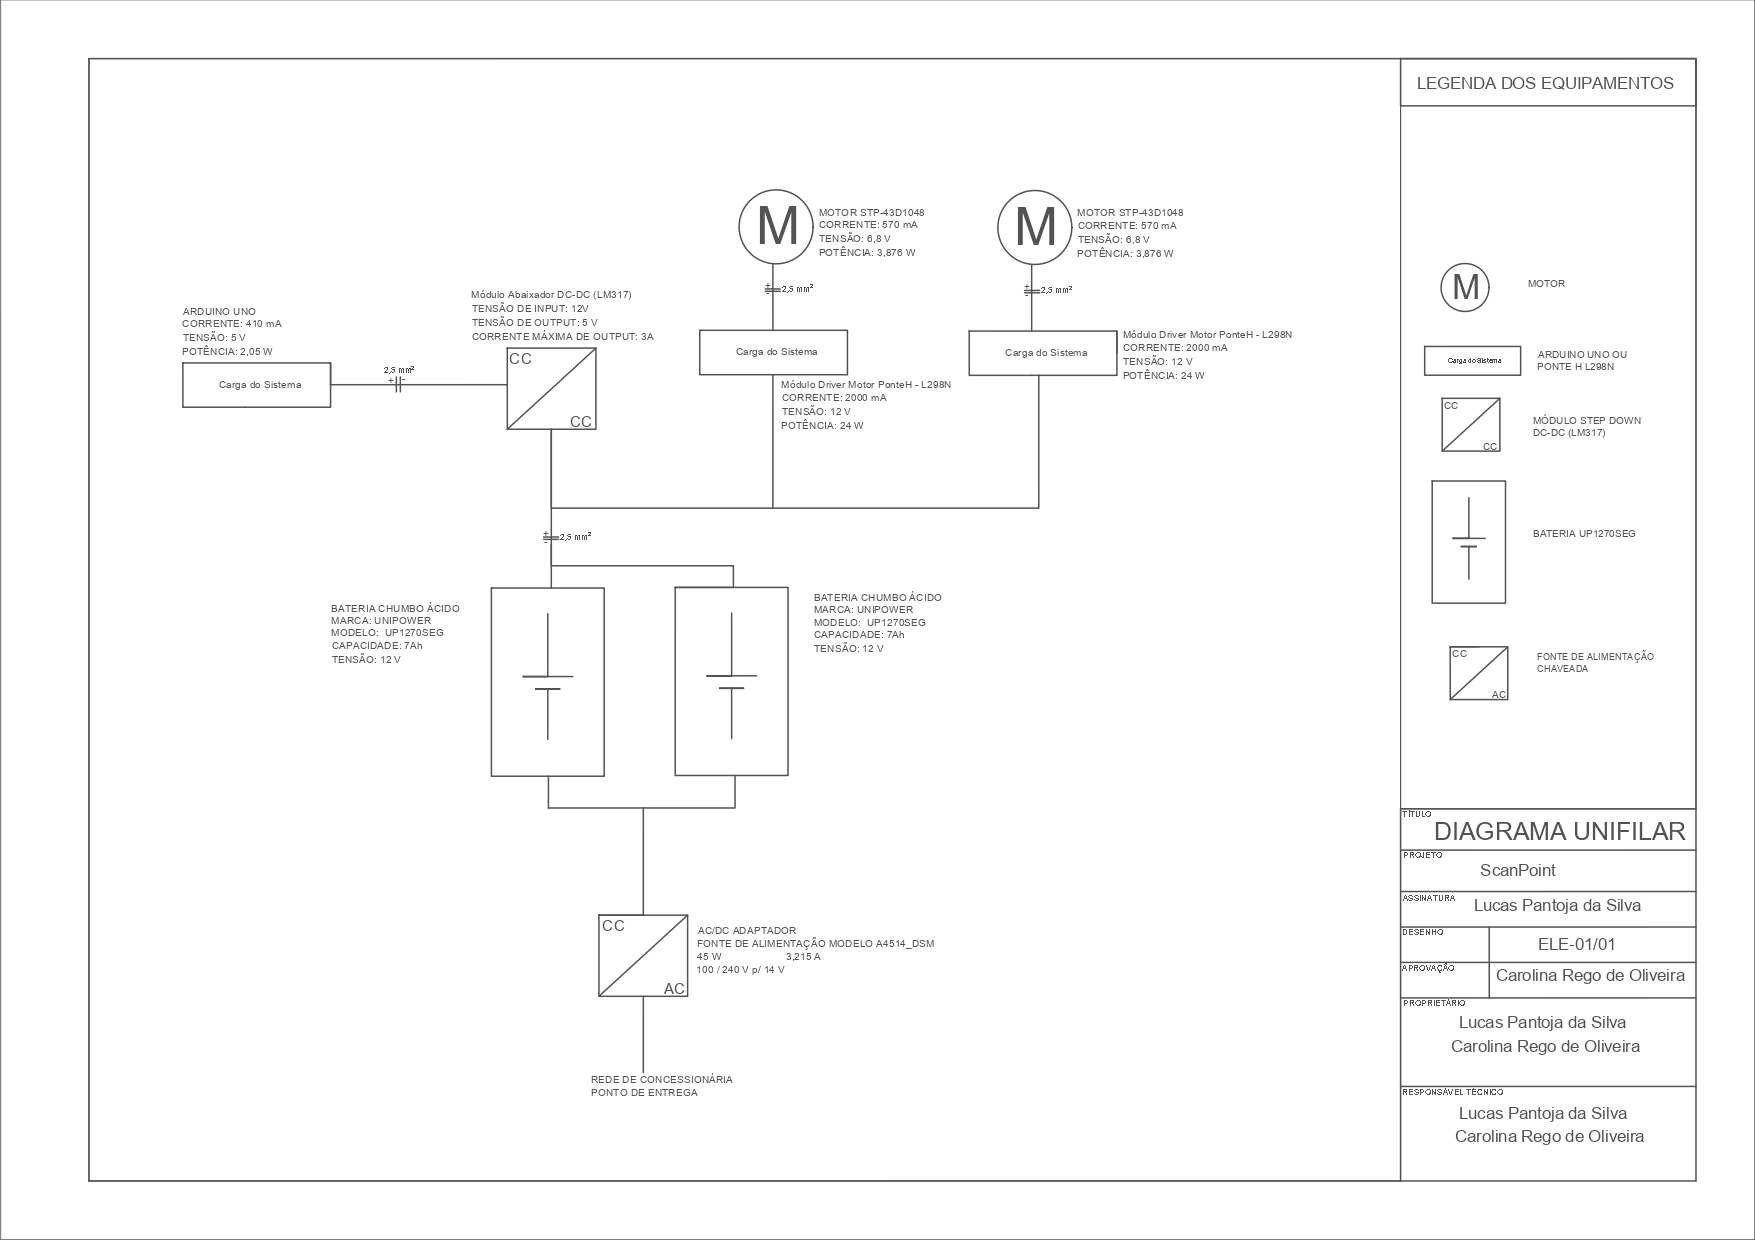 LEGENDA DOS EQUIPAMENTOS
M
MOTOR STP-43D1048
CORRENTE: 570 mA
TENSÃO: 6,8 V
POTÊNCIA: 3,876 W
M
MOTOR STP-43D1048
CORRENTE: 570 mA
TENSÃO: 6,8 V
POTÊNCIA: 3,876 W
+
-
2,5 mm²
+
-
2,5 mm²
ARDUINO UNO
CORRENTE: 410 mA
TENSÃO: 5 V
POTÊNCIA: 2,05 W
Carga do Sistema
2,5 mm²
+ -
Módulo Abaixador DC-DC (LM317)
TENSÃO DE INPUT: 12V
TENSÃO DE OUTPUT: 5 V
CORRENTE MÁXIMA DE OUTPUT: 3A
CC
CC
Carga do Sistema
Módulo Driver Motor PonteH - L298N
CORRENTE: 2000 mA
TENSÃO: 12 V
POTÊNCIA: 24 W
Carga do Sistema
Módulo Driver Motor PonteH - L298N
CORRENTE: 2000 mA
TENSÃO: 12 V
POTÊNCIA: 24 W
+
-
2,5 mm²
BATERIA CHUMBO ÁCIDO
MARCA: UNIPOWER
MODELO: UP1270SEG
CAPACIDADE: 7Ah
TENSÃO: 12 V
BATERIA CHUMBO ÁCIDO
MARCA: UNIPOWER
MODELO: UP1270SEG
CAPACIDADE: 7Ah
TENSÃO: 12 V
CC
AC
AC/DC ADAPTADOR
FONTE DE ALIMENTAÇÃO MODELO A4514_DSM
45 W 3,215 A
100 / 240 V p/ 14 V
REDE DE CONCESSIONÁRIA
PONTO DE ENTREGA
M
MOTOR
Carga do Sistema
ARDUINO UNO OU
PONTE H L298N
CC
CC
MÓDULO STEP DOWN
DC-DC (LM317)
BATERIA UP1270SEG
CC
AC
FONTE DE ALIMENTAÇÃO
CHAVEADA
TÍTULO
DIAGRAMA UNIFILAR
PROJETO
ScanPoint
ASSINATURA
Lucas Pantoja da Silva
DESENHO
ELE-01/01
APROVAÇÃO
Carolina Rego de Oliveira
PROPRIETÁRIO
Lucas Pantoja da Silva
Carolina Rego de Oliveira
RESPONSÁVEL TÉCNICO
Lucas Pantoja da Silva
Carolina Rego de Oliveira